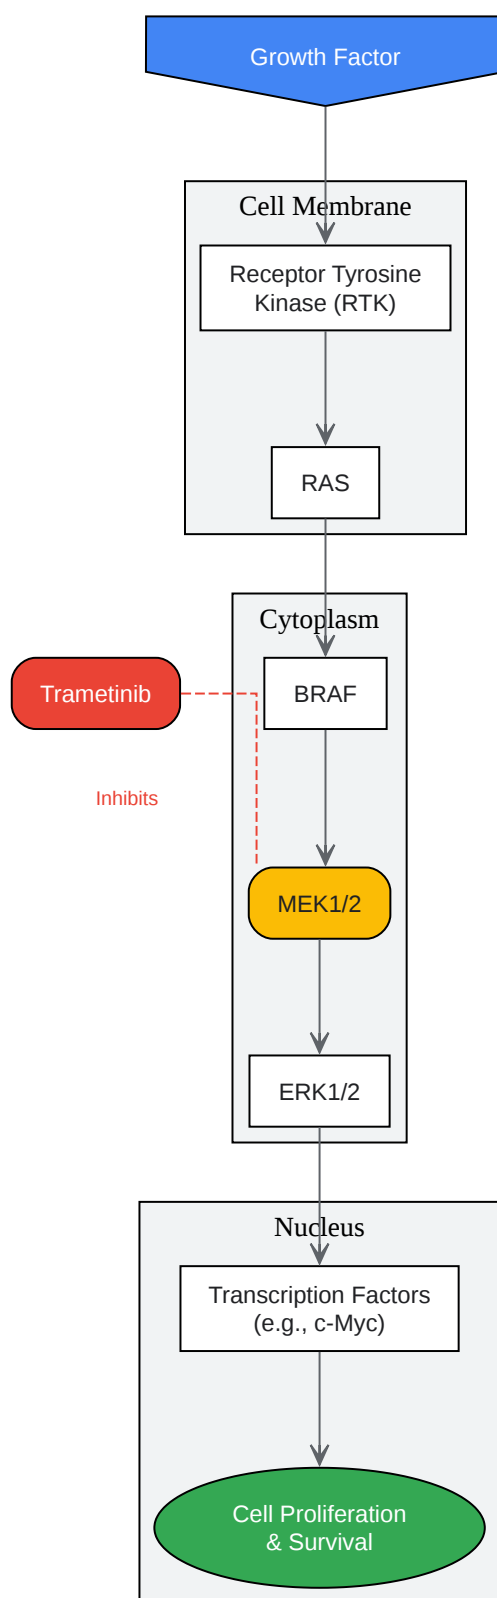 Growth Factor
Cell Membrane
Receptor Tyrosine
Kinase (RTK)
RAS
Cytoplasm
Trametinib
BRAF
Inhibits
MEK1/2
ERK1/2
Nucleus
Transcription Factors
(e.g., c-Myc)
Cell Proliferation
& Survival